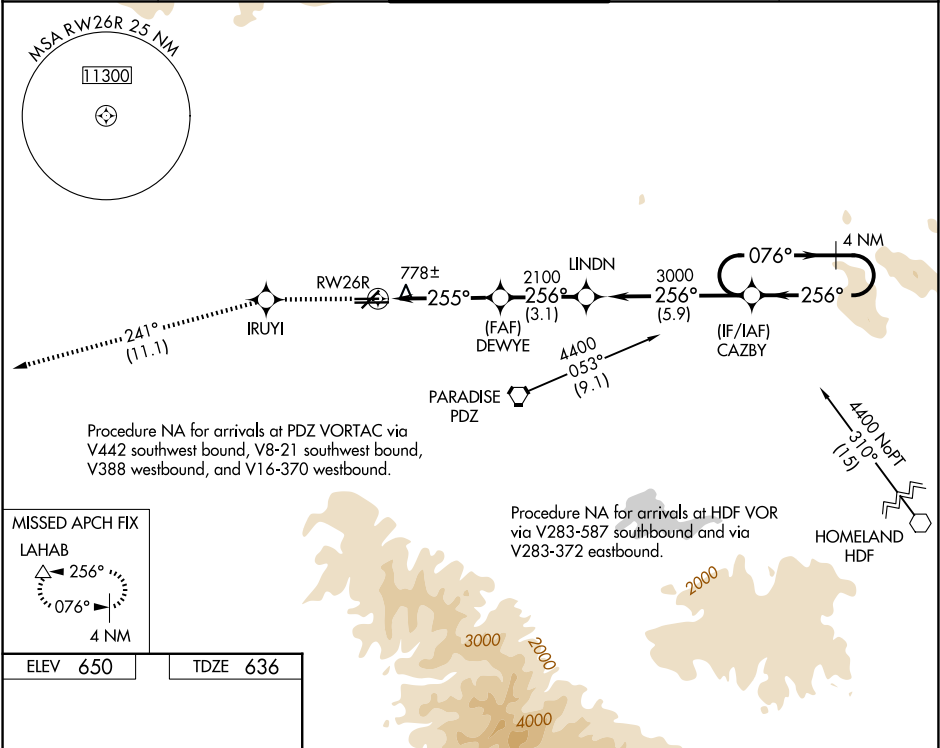 MSA RW26R 25 NM
11300
4 NM
076°
LINDN
RW26R
778±
2100
3000
255°
256°
256°
256°
(3.1)
(5.9)
IRUYI
(FAF)
DEWYE
(IF/IAF)
CAZBY
241°
(11.1)
4400
053°
(9.1)
PARADISE
PDZ
4400 NoPT
310°
(15)
Procedure NA for arrivals at PDZ VORTAC via
V442 southwest bound, V8-21 southwest bound,
V388 westbound, and V16-370 westbound.
Procedure NA for arrivals at HDF VOR
via V283-587 southbound and via
V283-372 eastbound.
HOMELAND
HDF
MISSED APCH FIX
LAHAB
256°
076°
4 NM
2000
3000
2000
4000
ELEV 650
TDZE 636